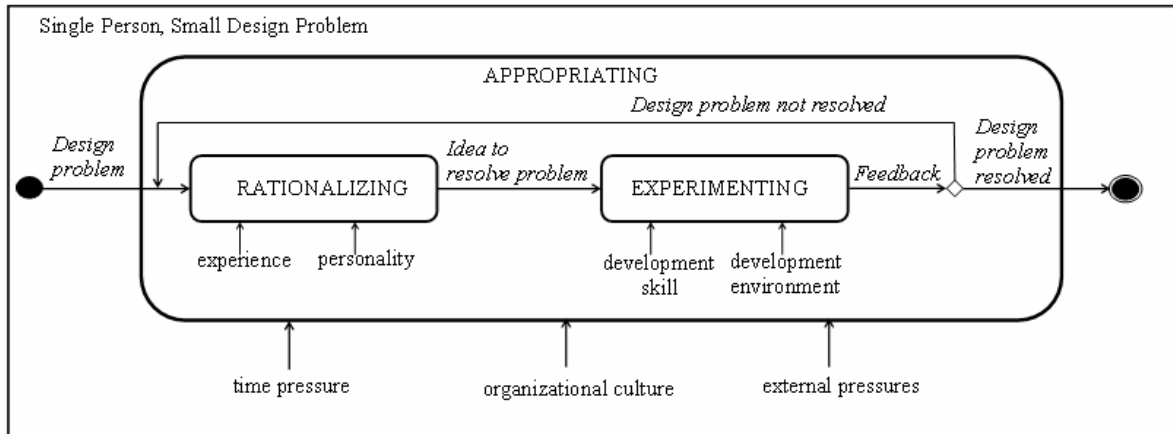 Single Person, Small Design Problem
APPROPRIATING
Design problem not resolved
Design
problem
Idea to
resolve problem
Design
problem
resolved
RATIONALIZING
EXPERIMENTING
Feedback
experience
personality
development
skill
development
environment
time pressure
organizational culture
external pressures